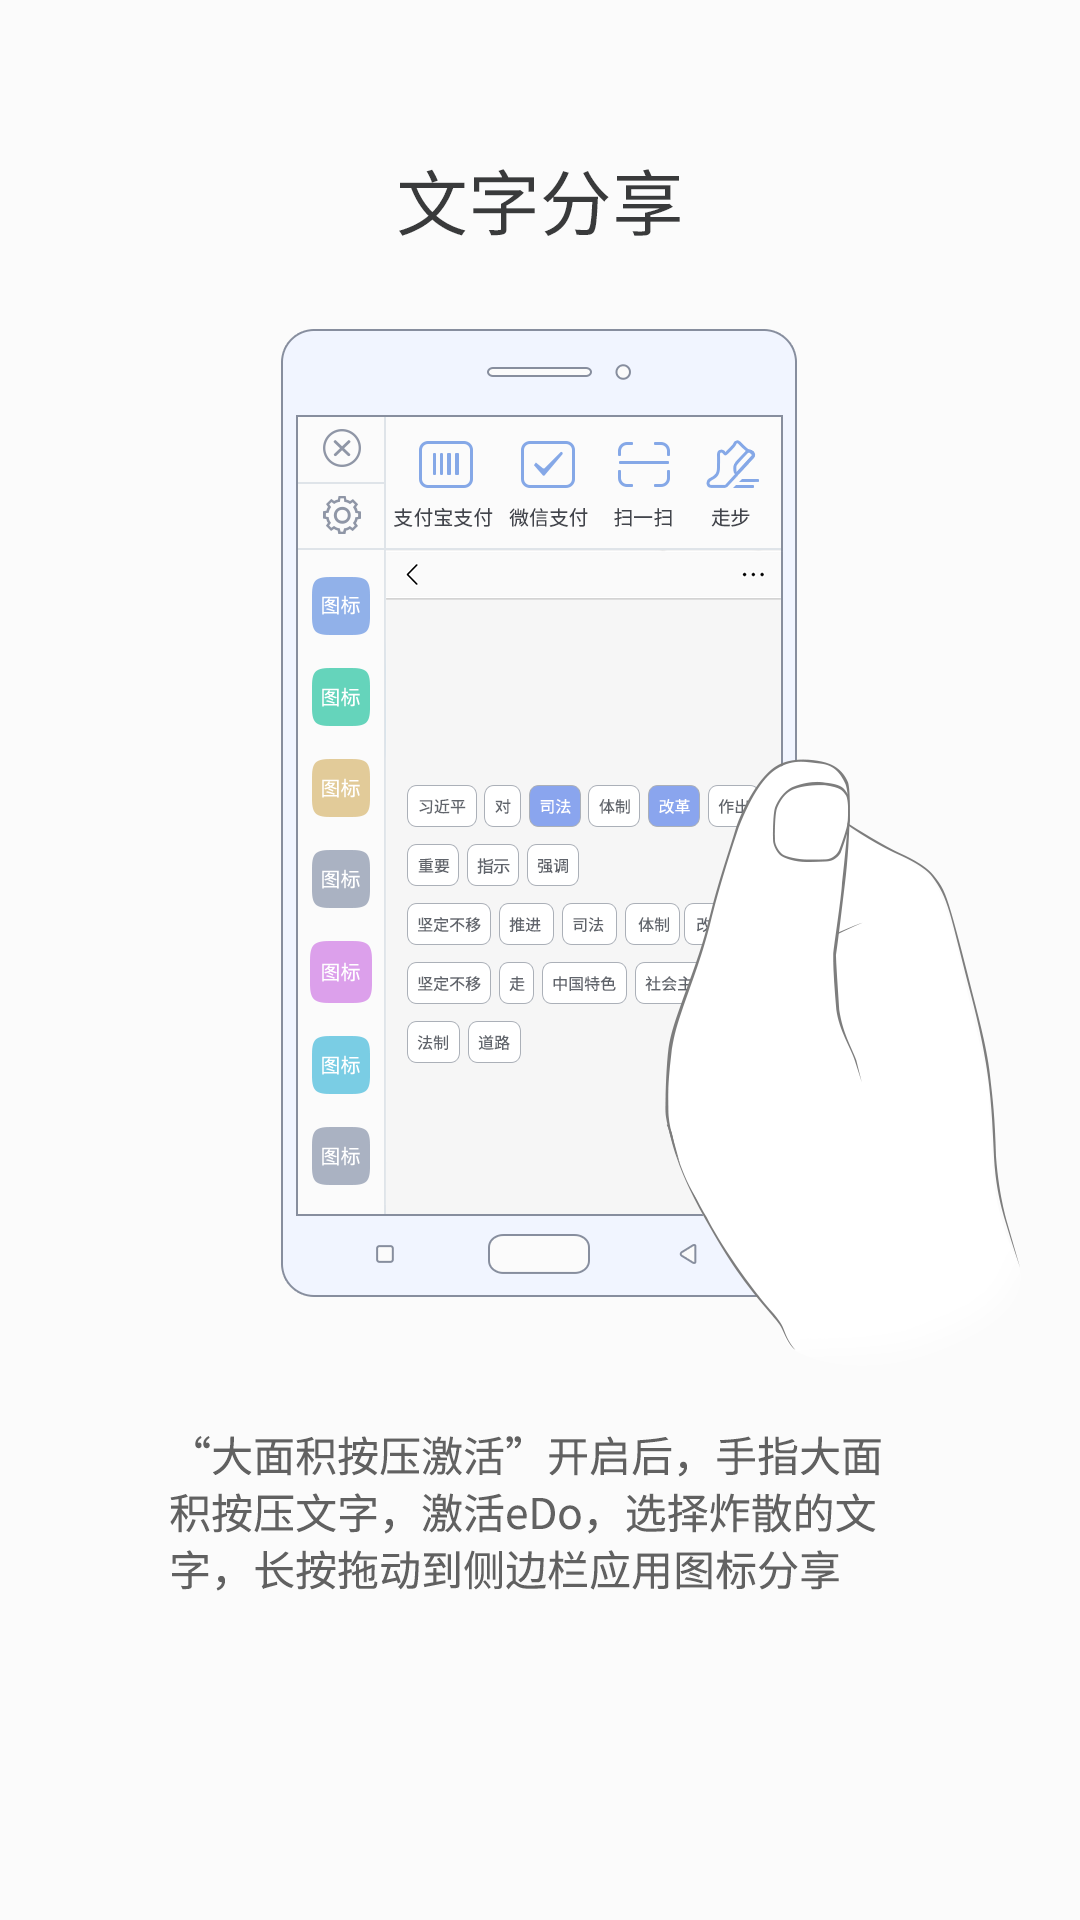 文字分享
支付宝支付 微信支付 扫一扫 走步
图标
图标
图标
图标
图标
图标
图标
习近平 对 司法 体制 改革 作出
重要 指示 强调
坚定不移 推进 司法 体制 改
坚定不移 走 中国特色 社会主
法制 道路
“大面积按压激活”开启后，手指大面
积按压文字，激活eDo，选择炸散的文
字，长按拖动到侧边栏应用图标分享